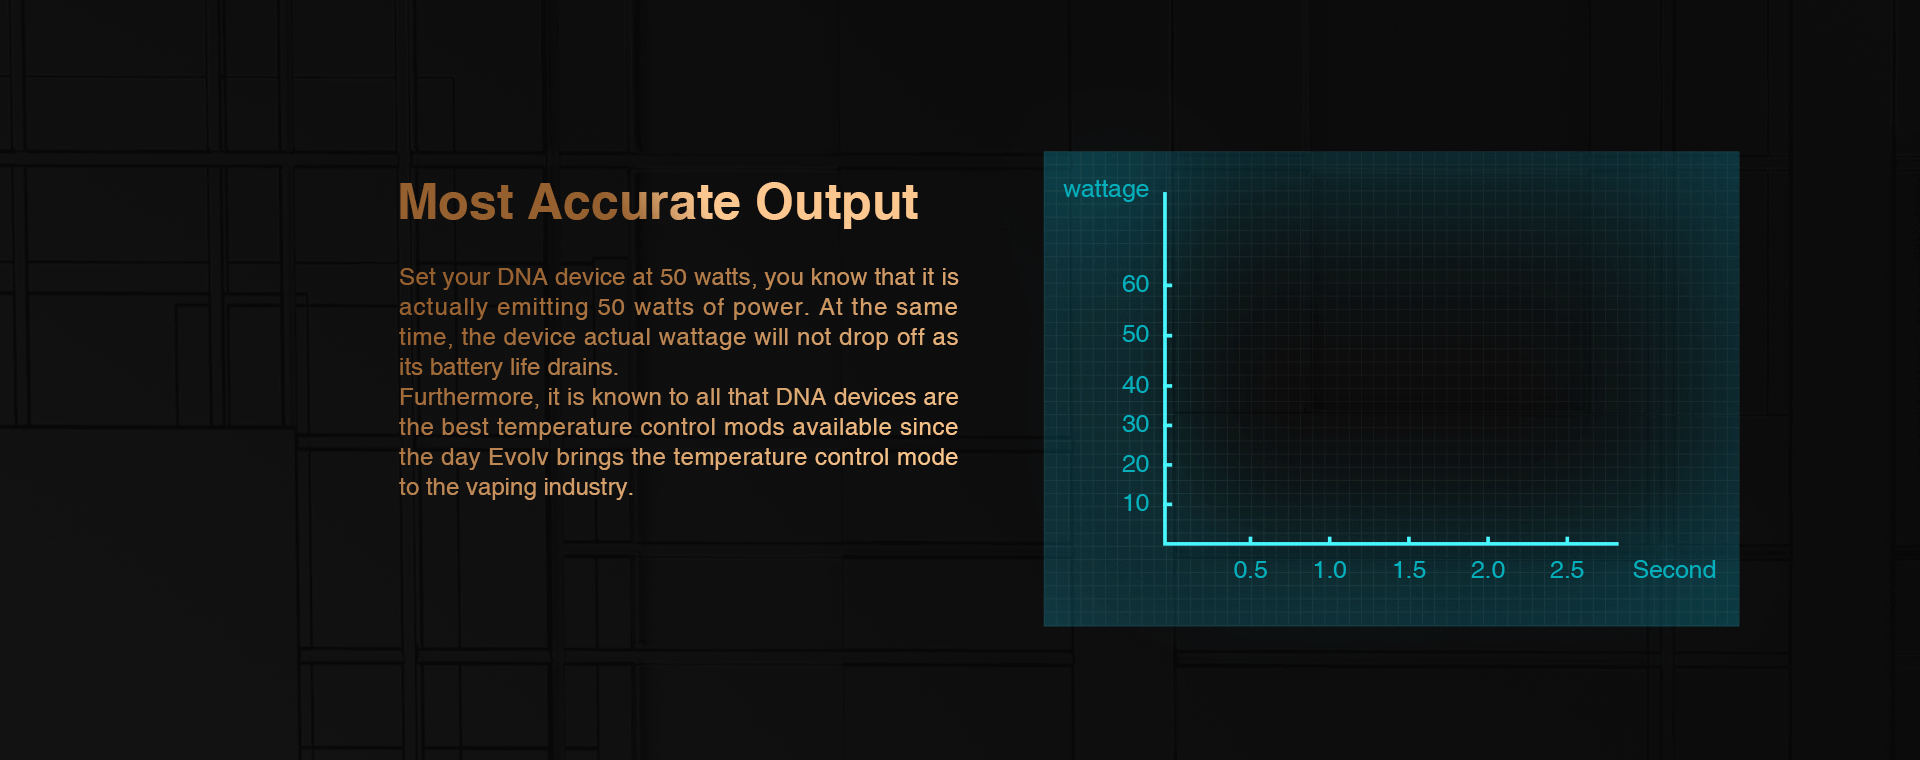 Most Accurate Output
Set your DNA device at 50 watts, you know that it is
actually emitting 50 watts of power. At the same
time, the device actual wattage will not drop off as
its battery life drains.
Furthermore, it is known to all that DNA devices are
the best temperature control mods available since
the day Evolv brings the temperature control mode
to the vaping industry.
wattage
60
50
40
30
20
10
0.5 1.0 1.5 2.0 2.5 Second